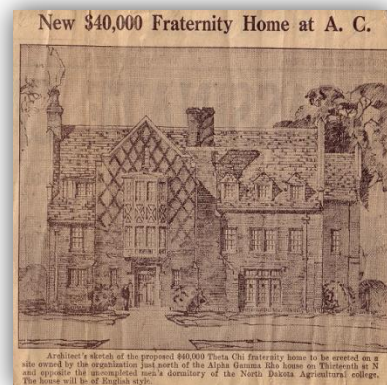 New $40,000 Fraternity Home at A. C.
Architect's sketch of the proposed $40,000 Theta Chi fraternity home to be erected on a
site owned by the organization just north of the Alpha Gamma Rho house on Thirteenth st N
and opposite the uncompleted men's dormitory of the North Dakota Agricultural college.
The house will be of English style.